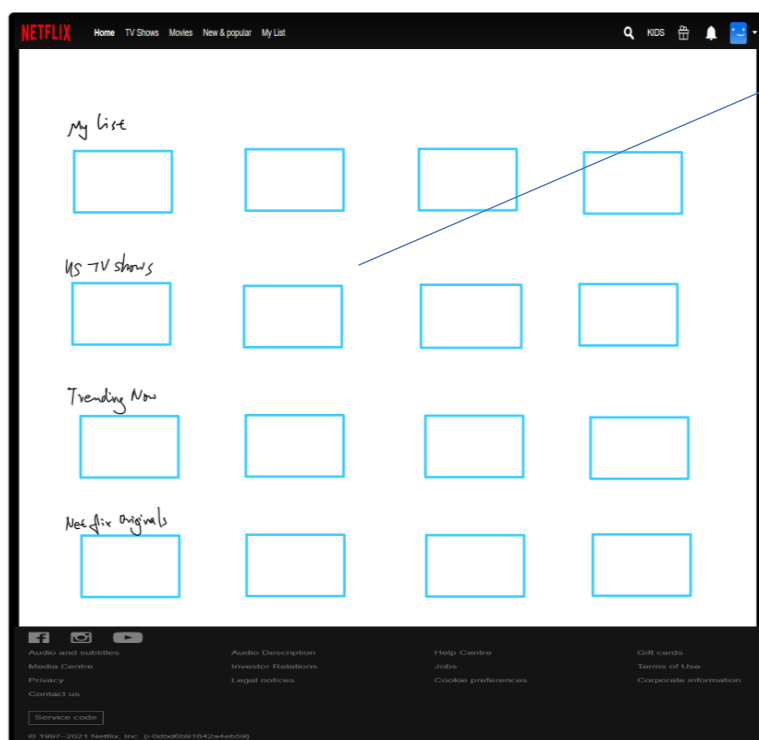 NETFLIX Home TV Shows Movies New & popular My List KIDS
My List
US TV shows
Trending Now
Netflix Originals
Audio and subtitles Audio Description Help Centre Gift cards
Media Centre Investor Relations Jobs Terms of Use
Privacy Legal notices Cookie preferences Corporate information
Contact us
Service code
© 1997–2021 Netflix, Inc. (i-0dbd6b91642a4eb59)